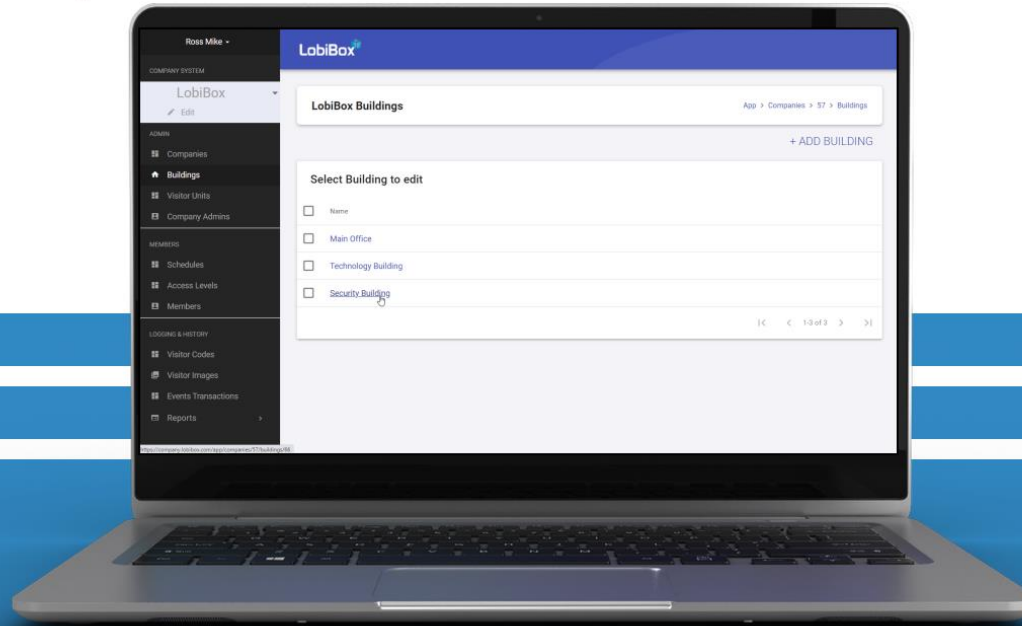 Ross Mike
COMPANY SYSTEM
LobiBox
Edit
ADMIN
Companies
Buildings
Visitor Units
Company Admins
MEMBERS
Schedules
Access Levels
Members
LOGGING & HISTORY
Visitor Codes
Visitor Images
Events Transactions
Reports
LobiBox
LobiBox Buildings
App > Companies > 57 > Buildings
+ ADD BUILDING
Select Building to edit
Name
Main Office
Technology Building
Security Building
1-3 of 3